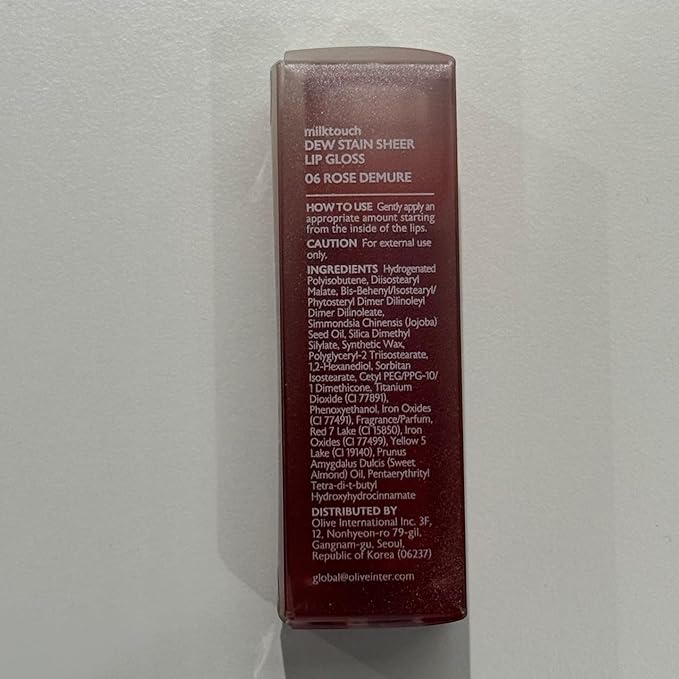 milktouch
DEW STAIN SHEER
LIP GLOSS
06 ROSE DEMURE
HOW TO USE Gently apply an
appropriate amount starting
from the inside of the lips.
CAUTION For external use
only.
INGREDIENTS Hydrogenated
Polyisobutene, Diisostearyl
Malate, Bis-Behenyl/Isostearyl/
Phytosteryl Dimer Dilinoleyl
Dimer Dilinoleate,
Simmondsia Chinensis (Jojoba)
Seed Oil, Silica Dimethyl
Silylate, Synthetic Wax,
Polyglyceryl-2 Triisostearate,
1,2-Hexanediol, Sorbitan
Isostearate, Cetyl PEG/PPG-10/
1 Dimethicone, Titanium
Dioxide (CI 77891),
Phenoxyethanol, Iron Oxides
(CI 77491), Fragrance/Parfum,
Red 7 Lake (CI 15850), Iron
Oxides (CI 77499), Yellow 5
Lake (CI 19140), Prunus
Amygdalus Dulcis (Sweet
Almond) Oil, Pentaerythrityl
Tetra-di-t-butyl
Hydroxyhydrocinnamate
DISTRIBUTED BY
Olive International Inc. 3F,
12, Nonhyeon-ro 79-gil,
Gangnam-gu, Seoul,
Republic of Korea (06237)
global@oliveinter.com